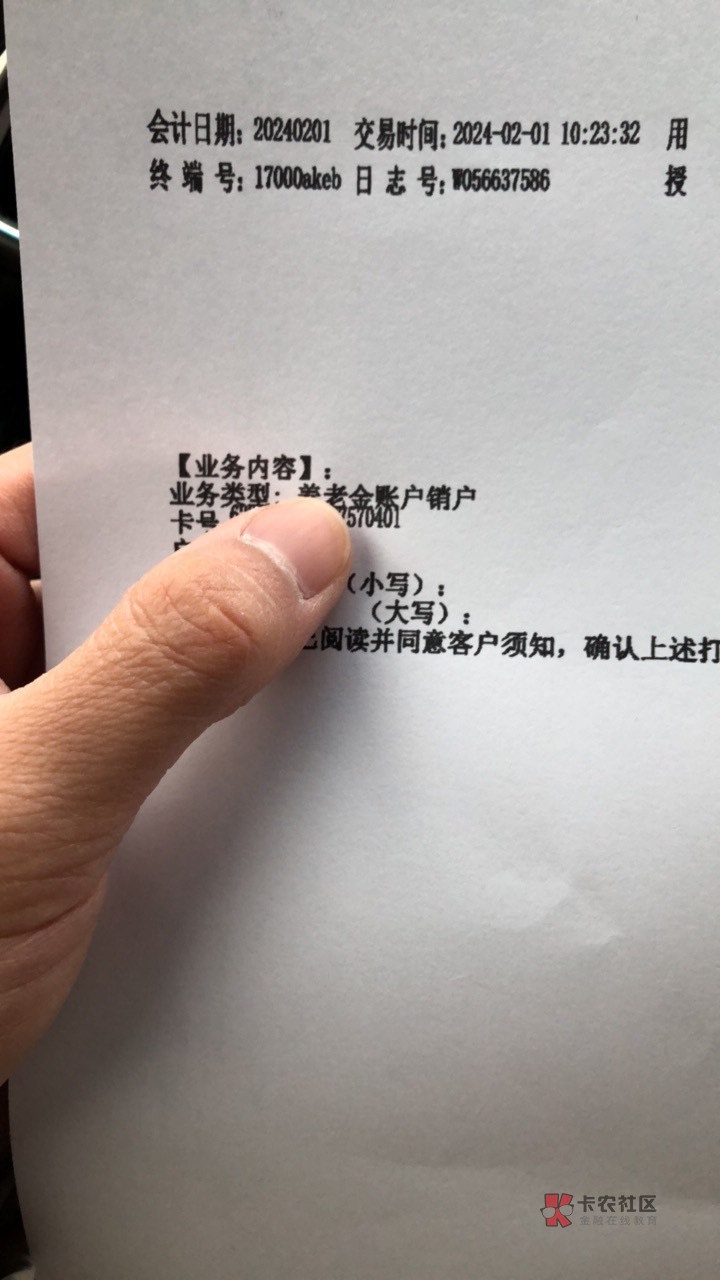 会计日期：20240201 交易时间：2024-02-01 10:23:32 用
终 端 号：17000akeb 日 志 号：W056637586 授
【业务内容】：
业务类型：养老金账户销户
卡号 7570401
（小写）：
（大写）：
已阅读并同意客户须知，确认上述打
卡农社区
金融在线教育